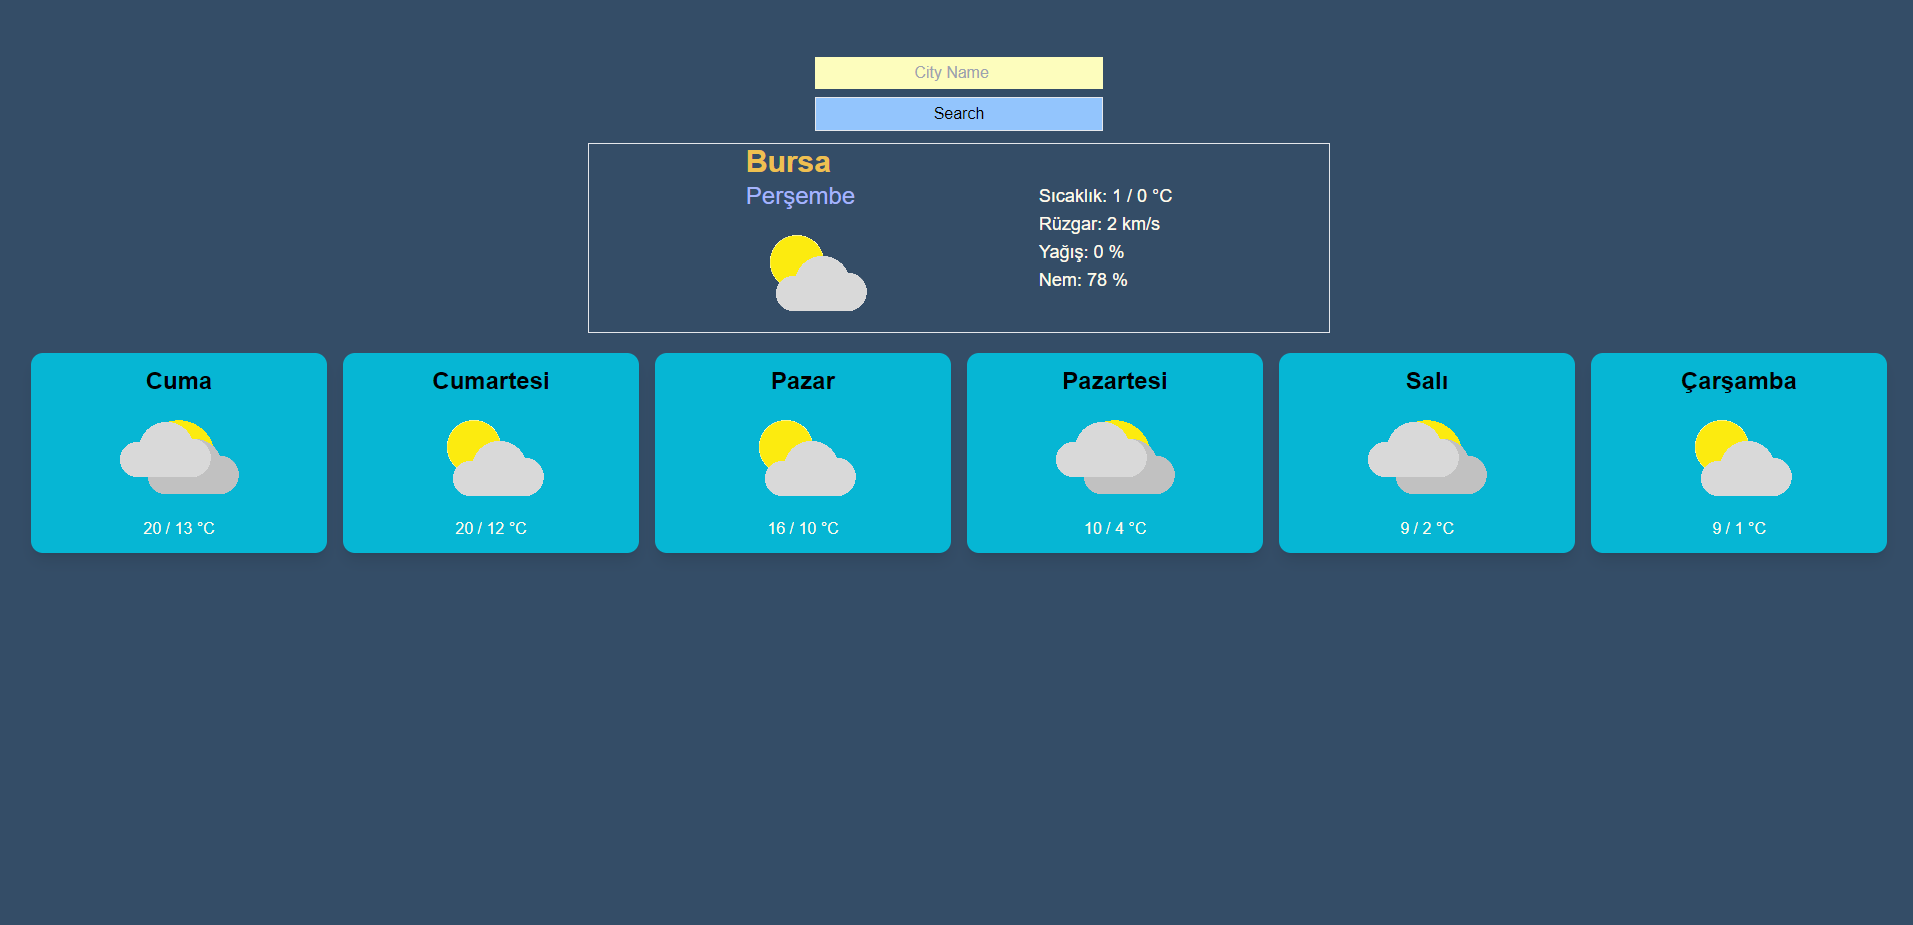 City Name
Search
Bursa
Perşembe
Sıcaklık: 1 / 0 °C
Rüzgar: 2 km/s
Yağış: 0 %
Nem: 78 %
Cuma
20 / 13 °C
Cumartesi
20 / 12 °C
Pazar
16 / 10 °C
Pazartesi
10 / 4 °C
Salı
9 / 2 °C
Çarşamba
9 / 1 °C